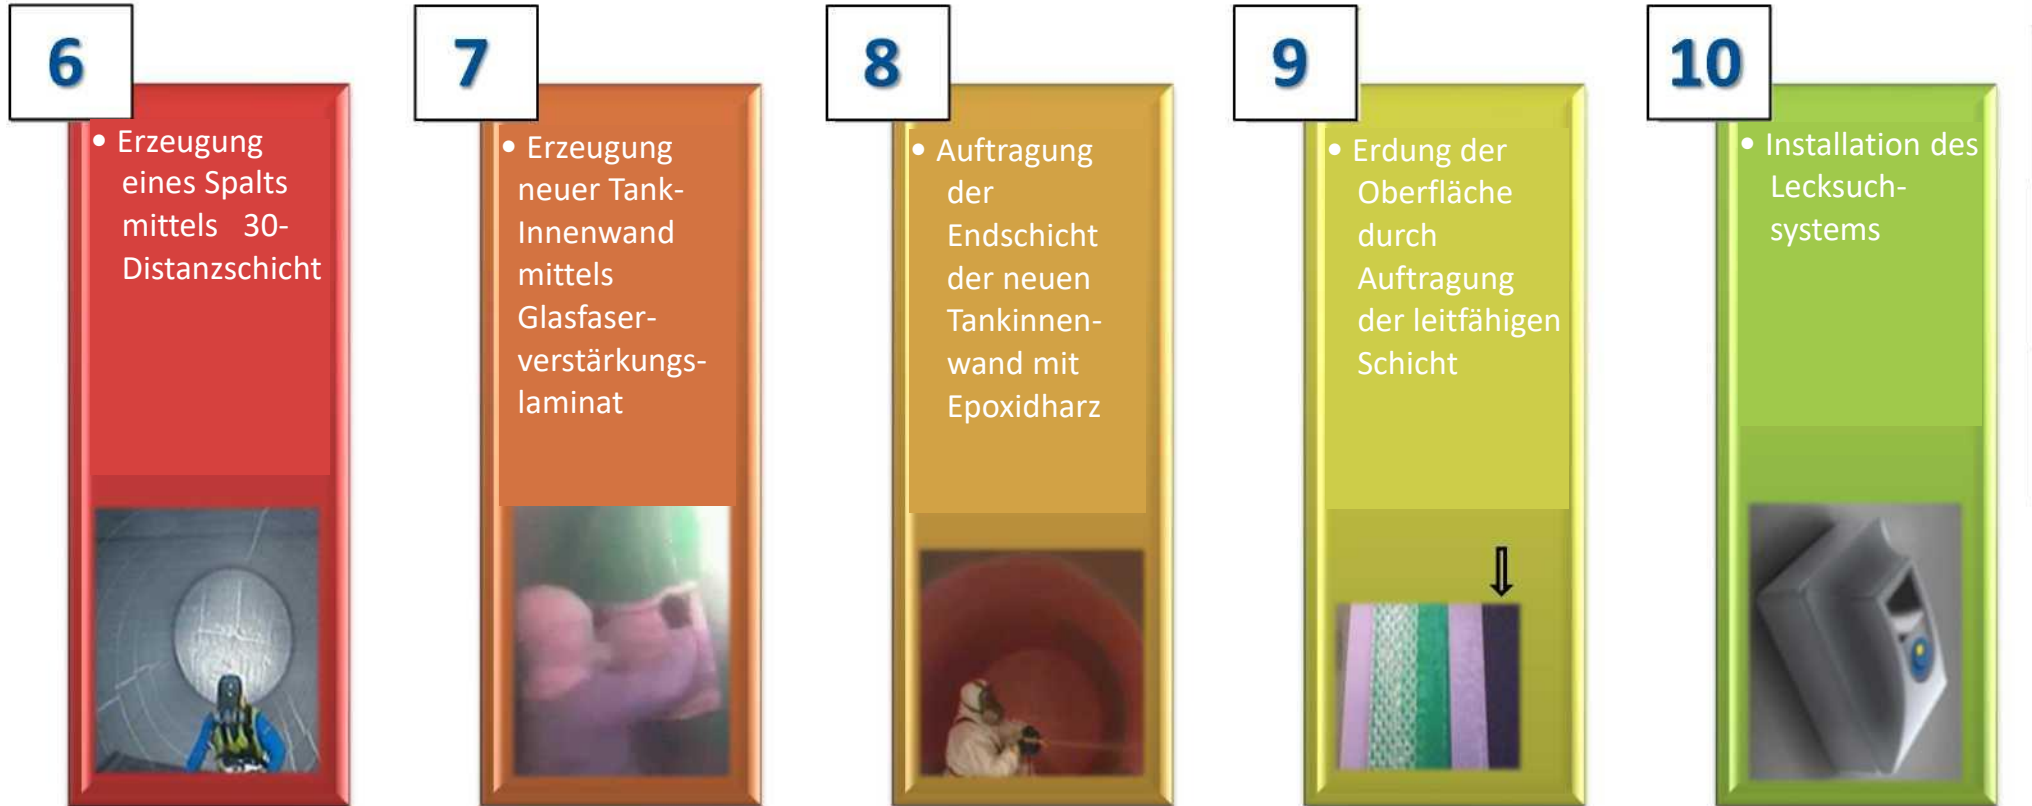 6
• Erzeugung
eines Spalts
mittels 30-
Distanzschicht
7
• Erzeugung
neuer Tank-
Innenwand
mittels
Glasfaser-
verstärkungs-
laminat
8
• Auftragung
der
Endschicht
der neuen
Tankinnen-
wand mit
Epoxidharz
9
• Erdung der
Oberfläche
durch
Auftragung
der leitfähigen
Schicht
10
• Installation des
Lecksuch-
systems